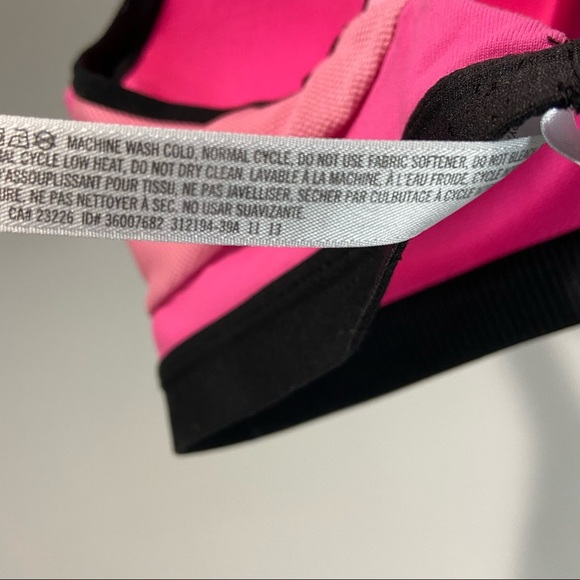 MACHINE WASH COLD, NORMAL CYCLE, DO NOT USE FABRIC SOFTENER, DO NOT BLEACH
AL CYCLE LOW HEAT, DO NOT DRY CLEAN. LAVABLE À LA MACHINE, À L'EAU FROIDE, CYCLE
'ASSOUPLISSANT POUR TISSU, NE PAS JAVELLISER, SÉCHER PAR CULBUTAGE À CYCLE
URE, NE PAS NETTOYER À SEC. NO USAR SUAVIZANTE.
CA# 23226 ID# 36007682 312194-39A 11 13